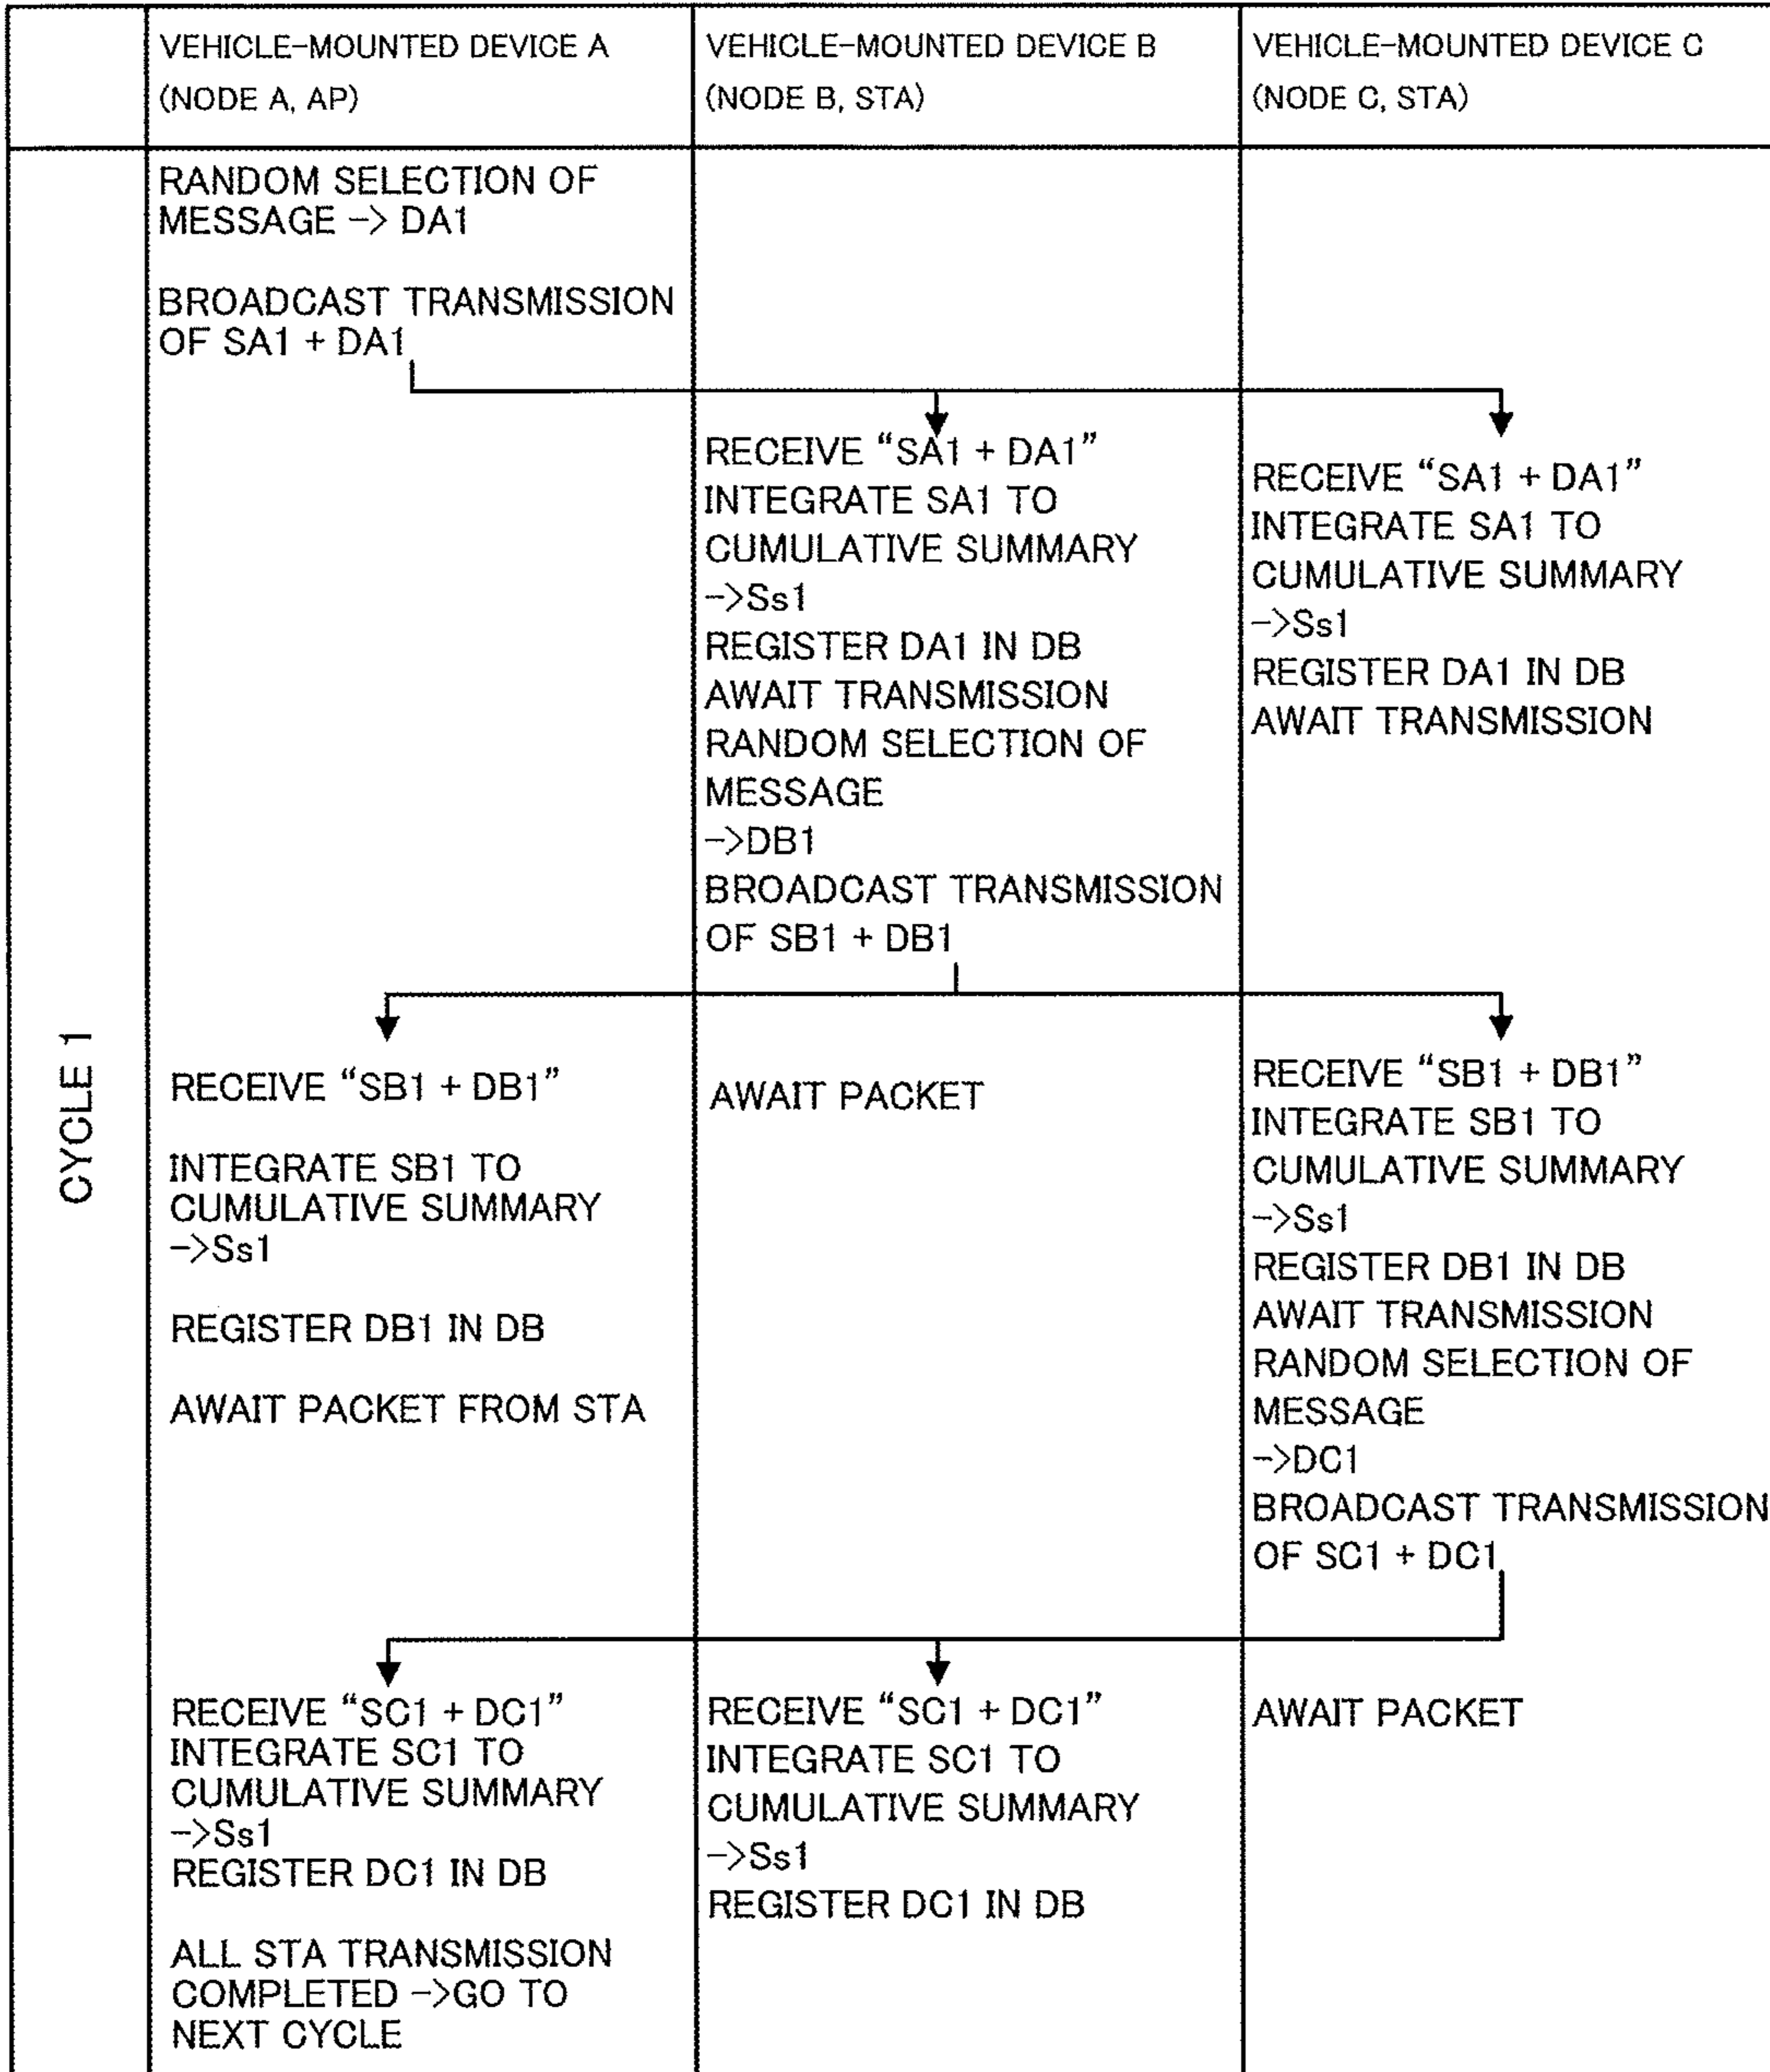 VEHICLE-MOUNTED DEVICE A
(NODE A, AP)
VEHICLE-MOUNTED DEVICE B
(NODE B, STA)
VEHICLE-MOUNTED DEVICE C
(NODE C, STA)
CYCLE 1
RANDOM SELECTION OF
MESSAGE -> DA1
BROADCAST TRANSMISSION
OF SA1 + DA1
RECEIVE “SA1 + DA1”
INTEGRATE SA1 TO
CUMULATIVE SUMMARY
->Ss1
REGISTER DA1 IN DB
AWAIT TRANSMISSION
RANDOM SELECTION OF
MESSAGE
->DB1
BROADCAST TRANSMISSION
OF SB1 + DB1
RECEIVE “SA1 + DA1”
INTEGRATE SA1 TO
CUMULATIVE SUMMARY
->Ss1
REGISTER DA1 IN DB
AWAIT TRANSMISSION
RECEIVE “SB1 + DB1”
INTEGRATE SB1 TO
CUMULATIVE SUMMARY
->Ss1
REGISTER DB1 IN DB
AWAIT PACKET FROM STA
AWAIT PACKET
RECEIVE “SB1 + DB1”
INTEGRATE SB1 TO
CUMULATIVE SUMMARY
->Ss1
REGISTER DB1 IN DB
AWAIT TRANSMISSION
RANDOM SELECTION OF
MESSAGE
->DC1
BROADCAST TRANSMISSION
OF SC1 + DC1
RECEIVE “SC1 + DC1”
INTEGRATE SC1 TO
CUMULATIVE SUMMARY
->Ss1
REGISTER DC1 IN DB
ALL STA TRANSMISSION
COMPLETED ->GO TO
NEXT CYCLE
RECEIVE “SC1 + DC1”
INTEGRATE SC1 TO
CUMULATIVE SUMMARY
->Ss1
REGISTER DC1 IN DB
AWAIT PACKET